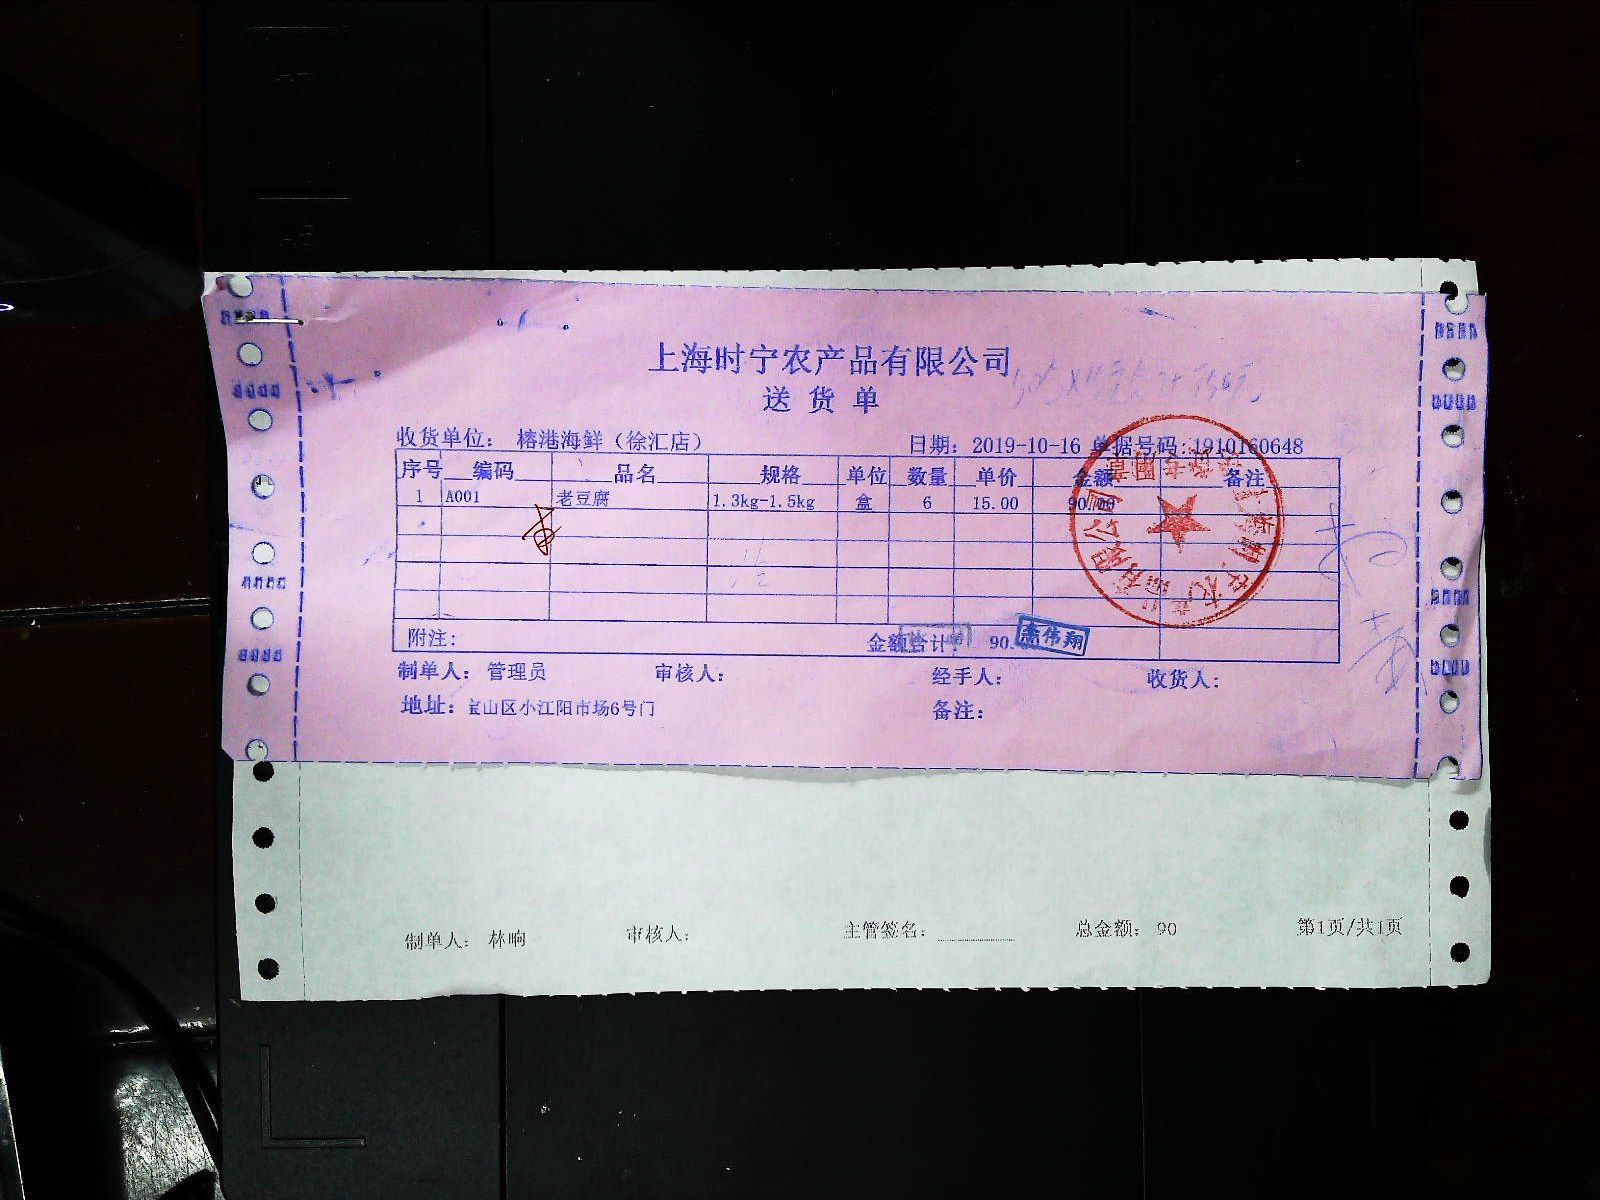 上海时宁农产品有限公司
送 货 单
收货单位: 榕港海鲜(徐汇店) 日期: 2019-10-16 单据号码: 1910160648
序号 编码 品名 规格 单位 数量 单价 金额 备注
1 A001 老豆腐 1.3kg-1.5kg 盒 6 15.00 90.00
附注: 金额合计: 90.
制单人: 管理员 审核人: 经手人: 收货人:
地址: 宝山区小江阳市场6号门 备注:
制单人: 林响 审核人: 主管签名: 总金额: 90 第1页/共1页